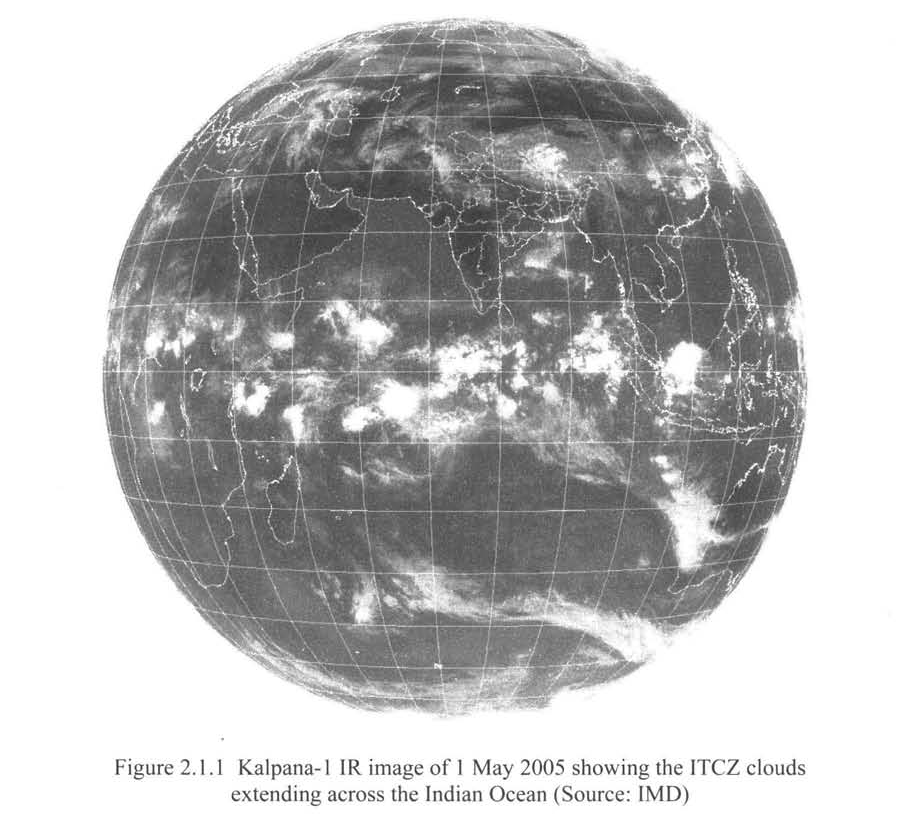 Figure 2.1.1 Kalpana-1 IR image of 1 May 2005 showing the ITCZ clouds
extending across the Indian Ocean (Source: IMD)